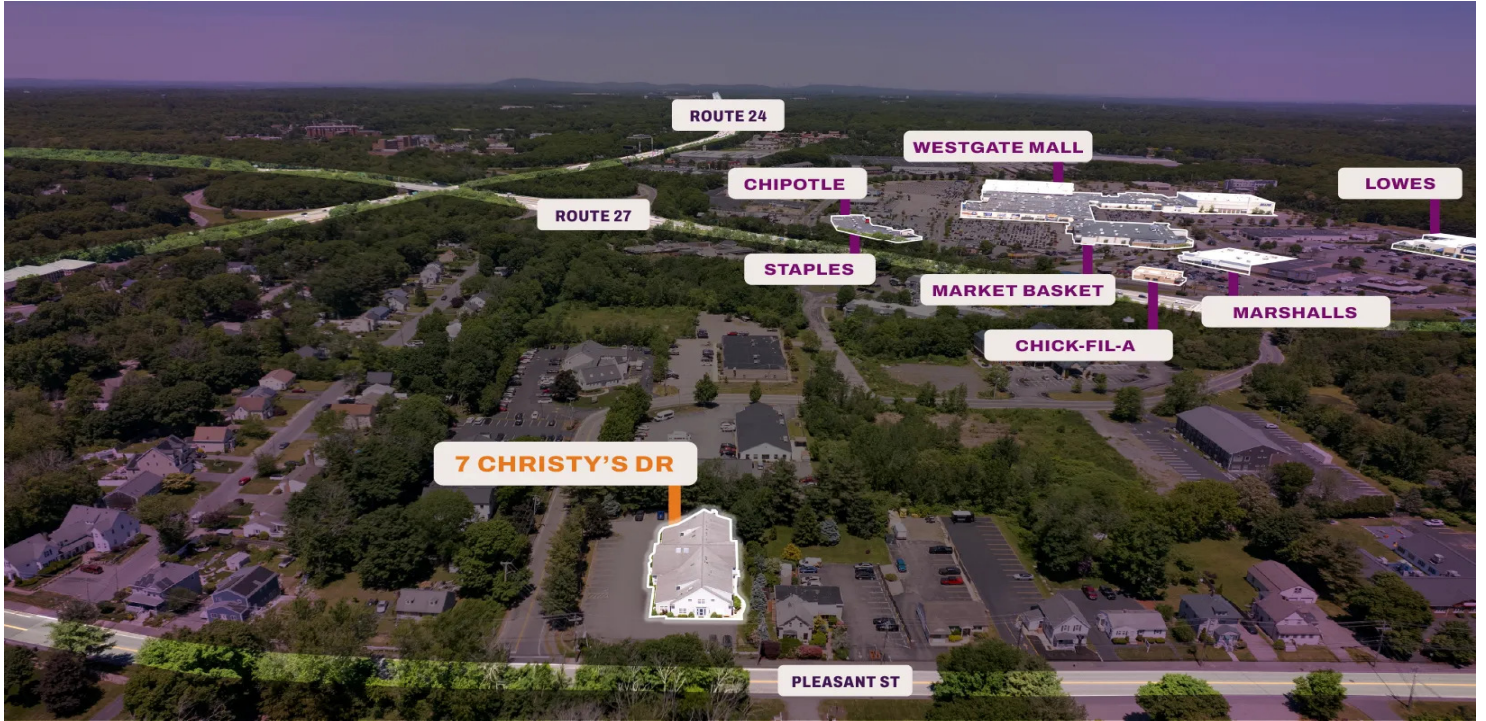 ROUTE 24
WESTGATE MALL
CHIPOTLE
LOWES
ROUTE 27
STAPLES
MARKET BASKET
MARSHALLS
CHICK-FIL-A
7 CHRISTY'S DR
PLEASANT ST